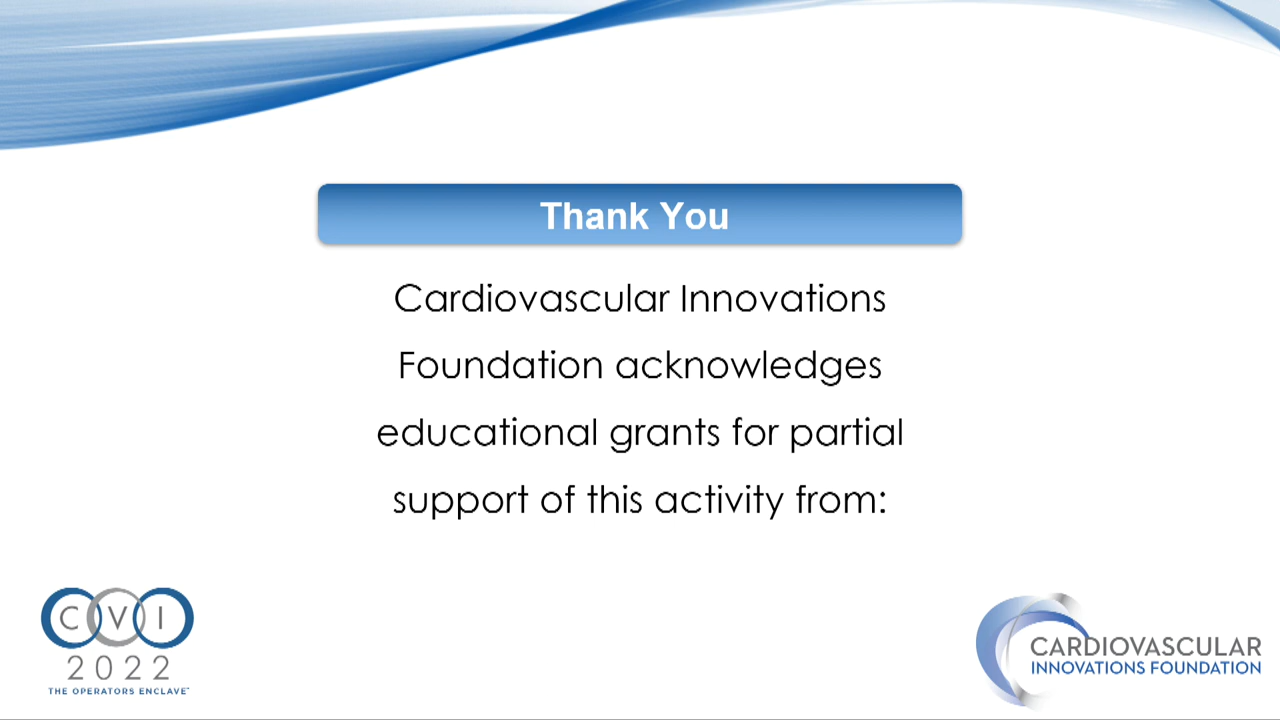 Thank You
Cardiovascular Innovations
Foundation acknowledges
educational grants for partial
support of this activity from:
C V I
2022
THE OPERATORS ENCLAVE™
CARDIOVASCULAR
INNOVATIONS FOUNDATION